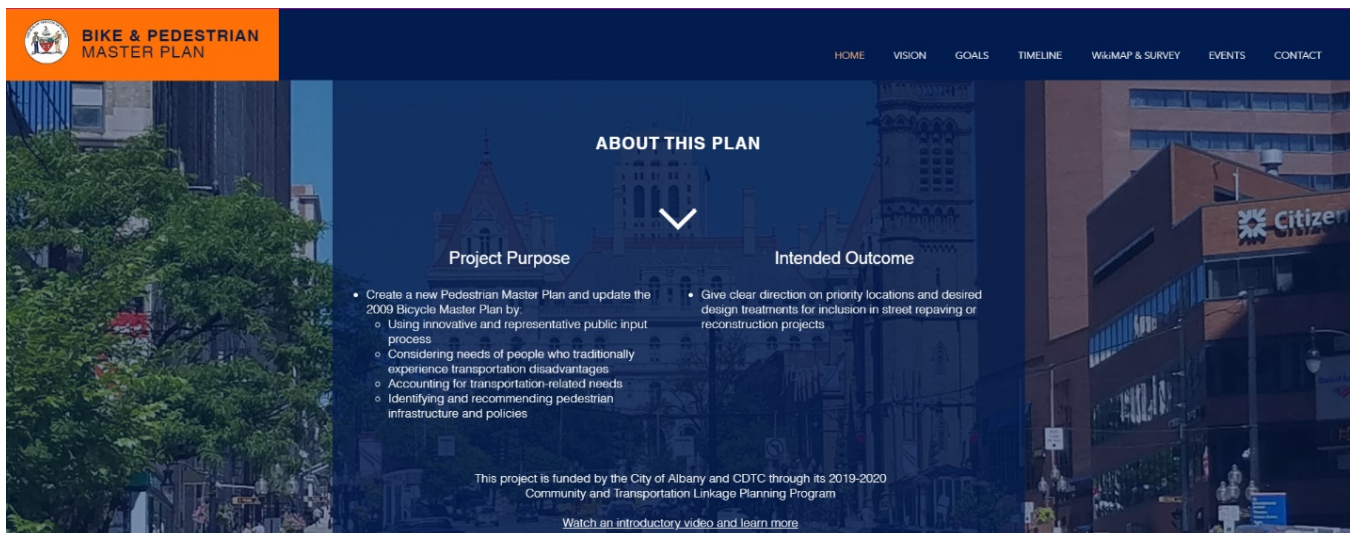 BIKE & PEDESTRIAN
MASTER PLAN
HOME VISION GOALS TIMELINE WikiMAP & SURVEY EVENTS CONTACT
ABOUT THIS PLAN
Project Purpose
• Create a new Pedestrian Master Plan and update the
2009 Bicycle Master Plan by:
◦ Using innovative and representative public input
process
◦ Considering needs of people who traditionally
experience transportation disadvantages
◦ Accounting for transportation-related needs
◦ Identifying and recommending pedestrian
infrastructure and policies
Intended Outcome
• Give clear direction on priority locations and desired
design treatments for inclusion in street repaving or
reconstruction projects
This project is funded by the City of Albany and CDTC through its 2019-2020
Community and Transportation Linkage Planning Program
Watch an introductory video and learn more
Citizen